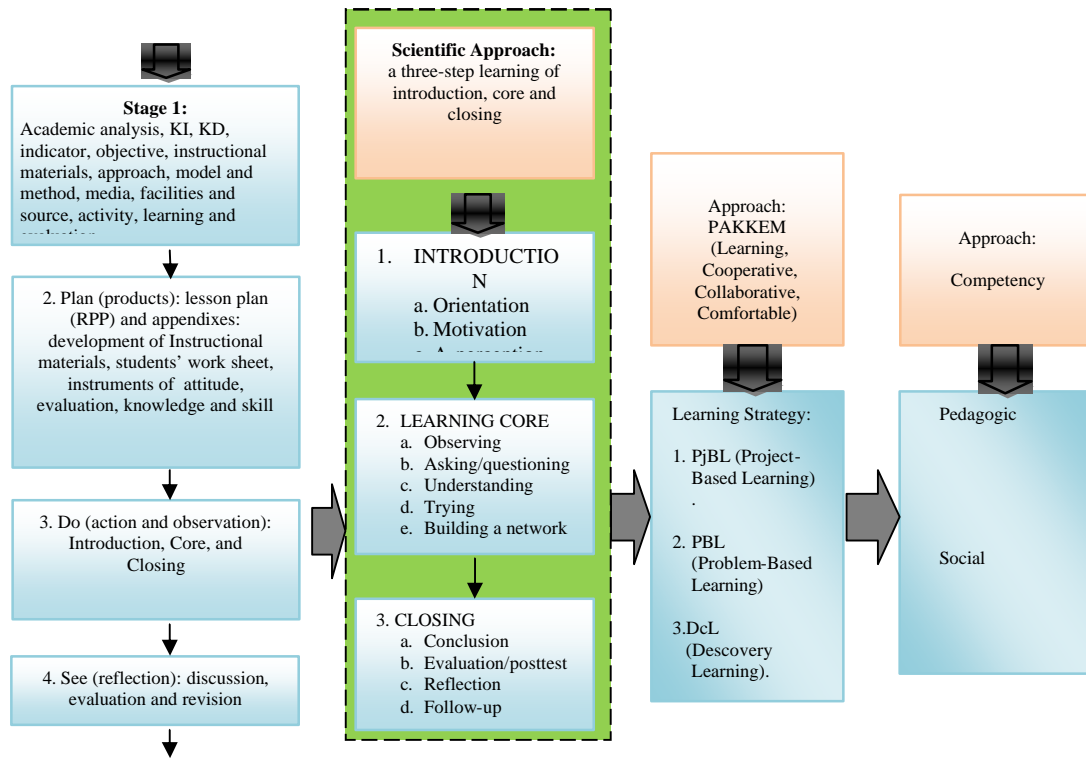 Stage 1:
Academic analysis, KI, KD,
indicator, objective, instructional
materials, approach, model and
method, media, facilities and
source, activity, learning and
2. Plan (products): lesson plan
(RPP) and appendixes:
development of Instructional
materials, students' work sheet,
instruments of attitude,
evaluation, knowledge and skill
3. Do (action and observation):
Introduction, Core, and
Closing
4. See (reflection): discussion,
evaluation and revision
Scientific Approach:
a three-step learning of
introduction, core and
closing
1. INTRODUCTIO
N
a. Orientation
b. Motivation
2. LEARNING CORE
a. Observing
b. Asking/questioning
c. Understanding
d. Trying
e. Building a network
3. CLOSING
a. Conclusion
b. Evaluation/posttest
c. Reflection
d. Follow-up
Approach:
PAKKEM
(Learning,
Cooperative,
Collaborative,
Comfortable)
Learning Strategy:
1. PjBL (Project-
Based Learning)
.
2. PBL
(Problem-Based
Learning)
3.DcL
(Descovery
Learning).
Approach:
Competency
Pedagogic
Social